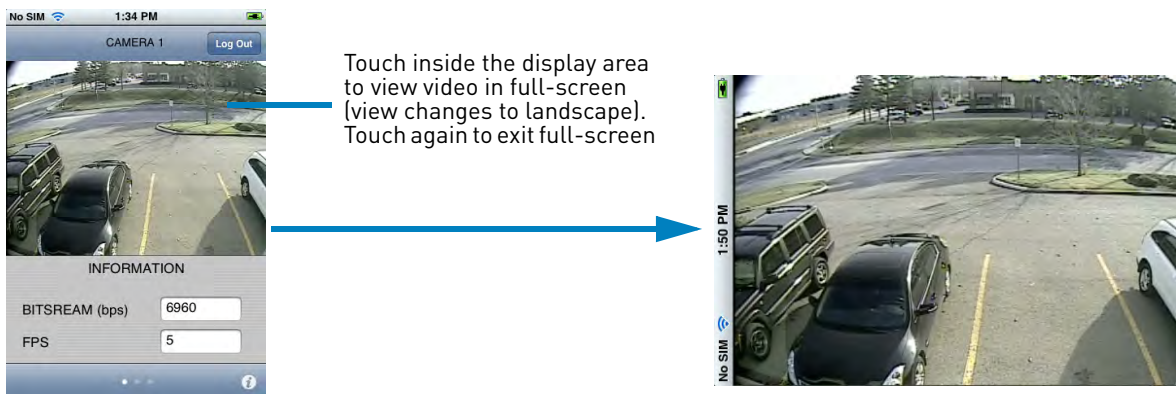 No SIM 1:34 PM
CAMERA 1 Log Out
Touch inside the display area
to view video in full-screen
(view changes to landscape).
Touch again to exit full-screen
INFORMATION
BITSREAM (bps) 6960
FPS 5
No SIM 1:50 PM